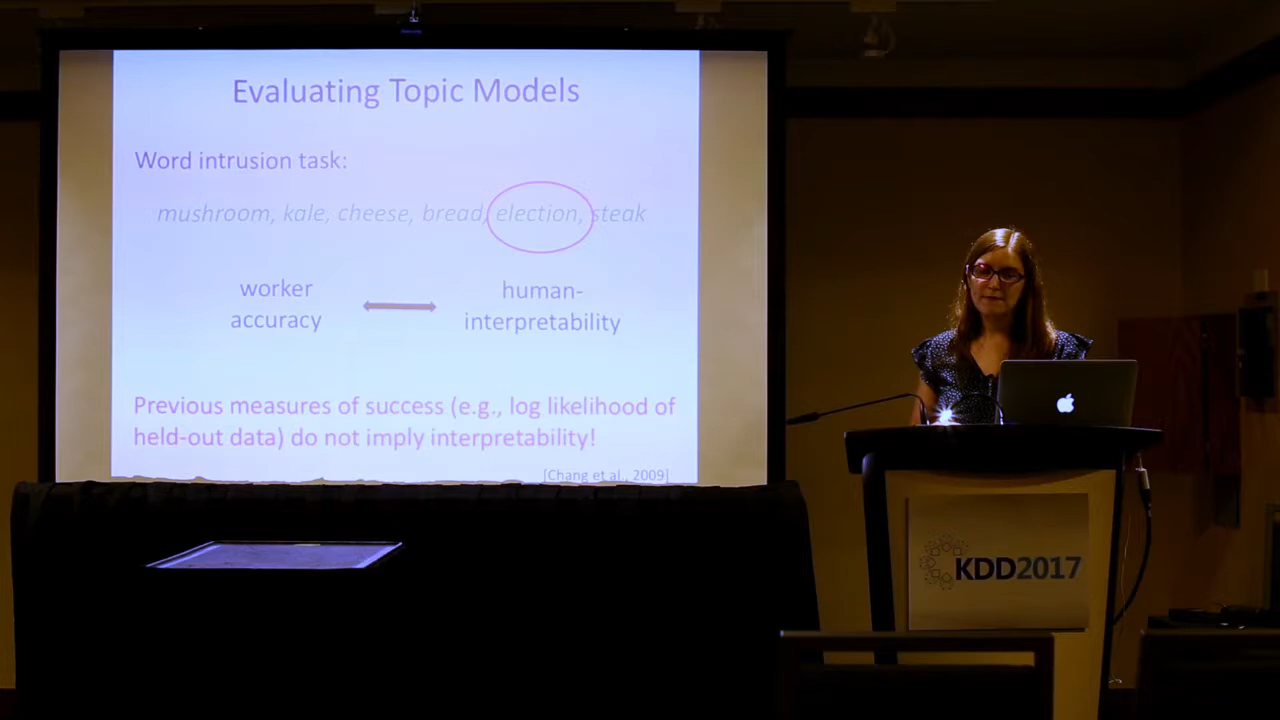 Evaluating Topic Models
Word intrusion task:
mushroom, kale, cheese, bread, election, steak
worker
accuracy
human-
interpretability
Previous measures of success (e.g., log likelihood of
held-out data) do not imply interpretability!
[Chang et al., 2009]
KDD2017